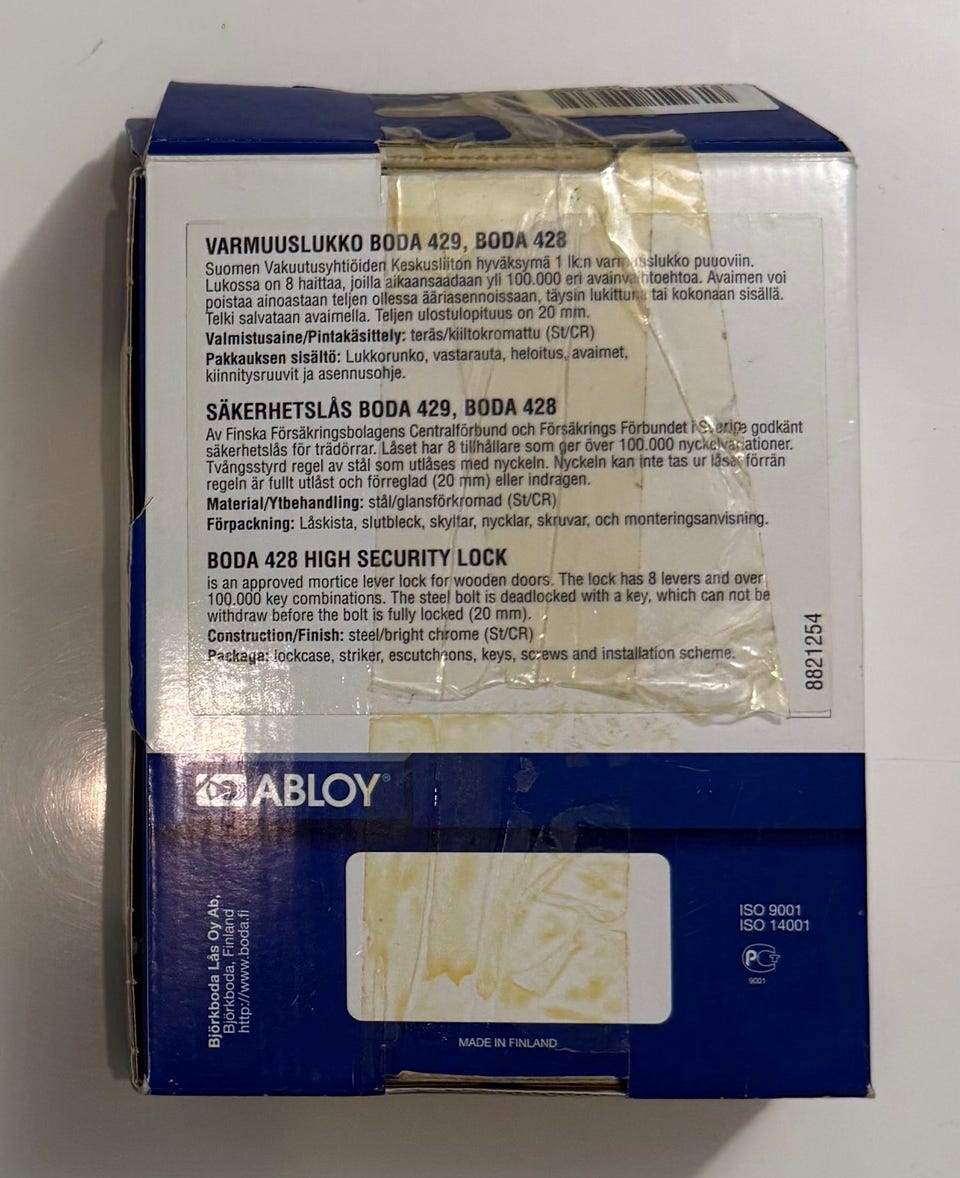 VARMUUSLUKKO BODA 429, BODA 428
Suomen Vakuutusyhtiöiden Keskusliiton hyväksymä 1 lk:n varmuuslukko puuoviin.
Lukossa on 8 haittaa, joilla aikaansaadaan yli 100.000 eri avainvaihtoehtoa. Avaimen voi
poistaa ainoastaan teljen ollessa ääriasennoissaan, täysin lukittuna tai kokonaan sisällä.
Telki salvataan avaimella. Teljen ulostulopituus on 20 mm.
Valmistusaine/Pintakäsittely: teräs/kiiltokromattu (St/CR)
Pakkauksen sisältö: Lukkorunko, vastarauta, heloitus, avaimet,
kiinnitysruuvit ja asennusohje.
SÄKERHETSLÅS BODA 429, BODA 428
Av Finska Försäkringsbolagens Centralförbund och Försäkrings Förbundet i Sverige godkänt
säkerhetslås för trädörrar. Låset har 8 tillhållare som ger över 100.000 nyckelvariationer.
Tvångsstyrd regel av stål som utlåses med nyckeln. Nyckeln kan inte tas ur låset förrän
regeln är fullt utlåst och förreglad (20 mm) eller indragen.
Material/Ytbehandling: stål/glansförkromad (St/CR)
Förpackning: Låskista, slutbleck, skyltar, nycklar, skruvar, och monteringsanvisning.
BODA 428 HIGH SECURITY LOCK
is an approved mortice lever lock for wooden doors. The lock has 8 levers and over
100.000 key combinations. The steel bolt is deadlocked with a key, which can not be
withdraw before the bolt is fully locked (20 mm).
Construction/Finish: steel/bright chrome (St/CR)
Package: lockcase, striker, escutcheons, keys, screws and installation scheme.
8821254
ABLOY®
Björkboda Lås Oy Ab,
Björkboda, Finland
http://www.boda.fi
ISO 9001
ISO 14001
9001
MADE IN FINLAND